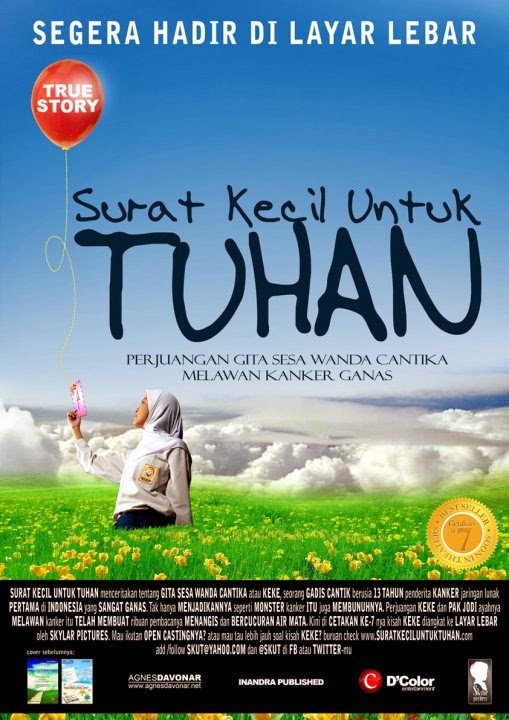 SEGERA HADIR DI LAYAR LEBAR
TRUE
STORY
Surat Kecil Untuk
TUHAN
PERJUANGAN GITA SESA WANDA CANTIKA
MELAWAN KANKER GANAS
BEST SELLER
Cetakan
ke
7
SURAT KECIL UNTUK TUHAN menceritakan tentang GITA SESA WANDA CANTIKA atau KEKE, seorang GADIS CANTIK berusia 13 TAHUN penderita KANKER jaringan lunak
PERTAMA di INDONESIA yang SANGAT GANAS. Tak hanya MENJADIKANNYA seperti MONSTER kanker ITU juga MEMBUNUHNYA. Perjuangan KEKE dan PAK JODI ayahnya
MELAWAN kanker itu TELAH MEMBUAT ribuan pembacanya MENANGIS dan BERCUCURAN AIR MATA. Kini di CETAKAN KE-7 nya kisah KEKE diangkat ke LAYAR LEBAR
oleh SKYLAR PICTURES. Mau ikutan OPEN CASTINGNYA? atau mau tau lebih jauh soal kisah KEKE? buruan check www.SURATKECILUNTUKTUHAN.com
add /follow SKUT@YAHOO.COM dan @SKUT di FB atau TWITTER-mu
cover sebelumnya:
AGNESDAVONAR
www.agnesdavonar.net
INANDRA PUBLISHED
D'Color
entertainment